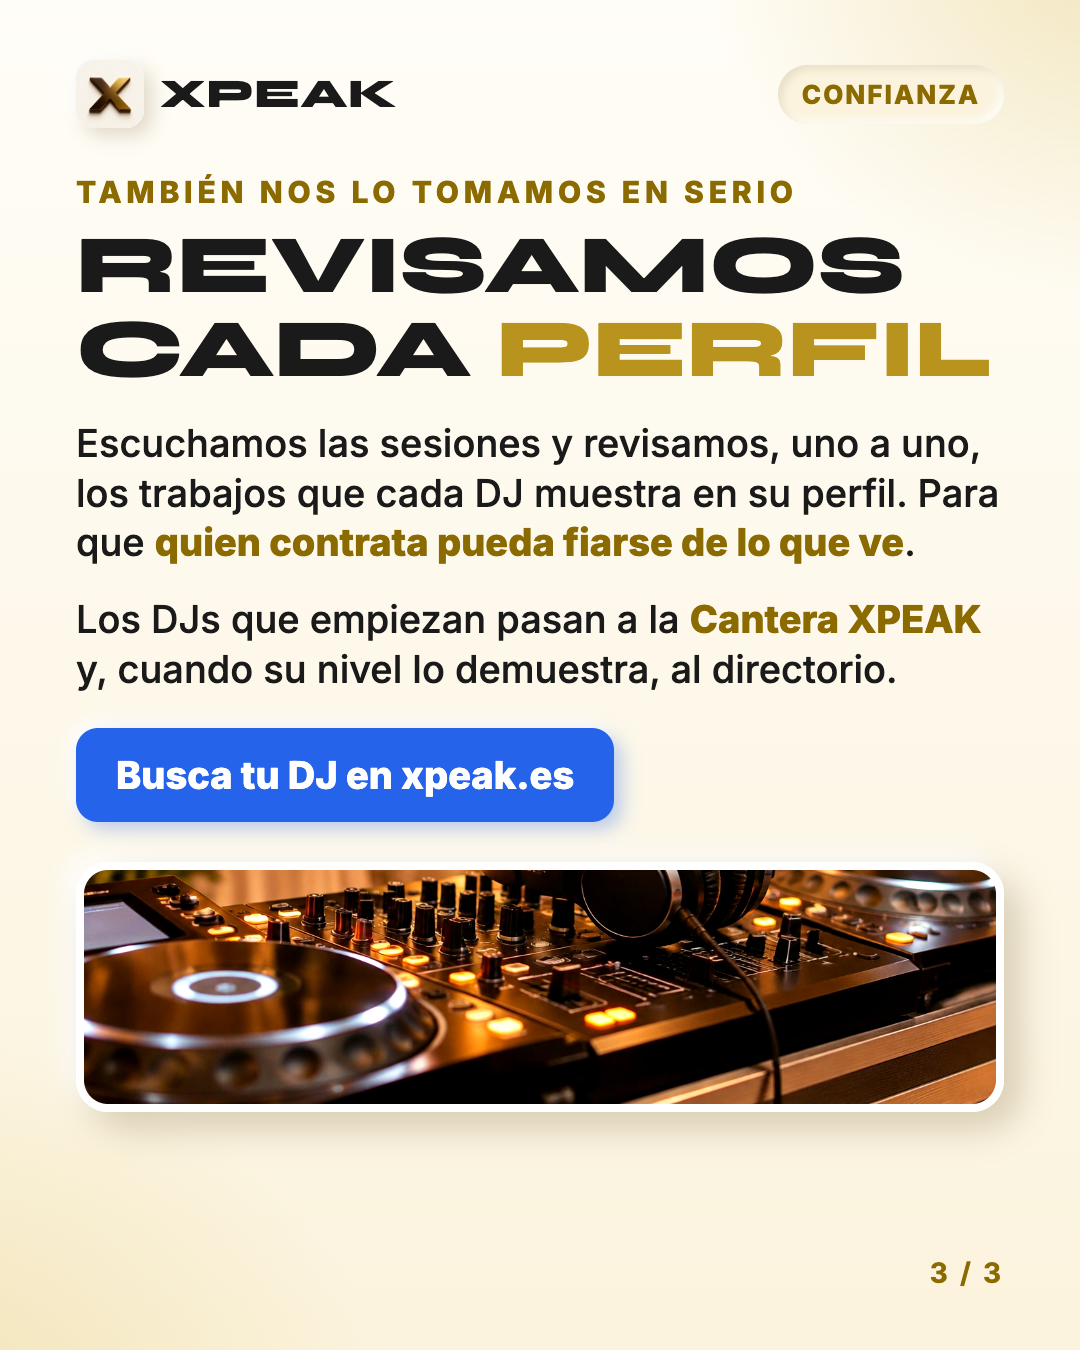 XPEAK
CONFIANZA
TAMBIÉN NOS LO TOMAMOS EN SERIO
REVISAMOS
CADA PERFIL
Escuchamos las sesiones y revisamos, uno a uno,
los trabajos que cada DJ muestra en su perfil. Para
que quien contrata pueda fiarse de lo que ve.
Los DJs que empiezan pasan a la Cantera XPEAK
y, cuando su nivel lo demuestra, al directorio.
Busca tu DJ en xpeak.es
3 / 3